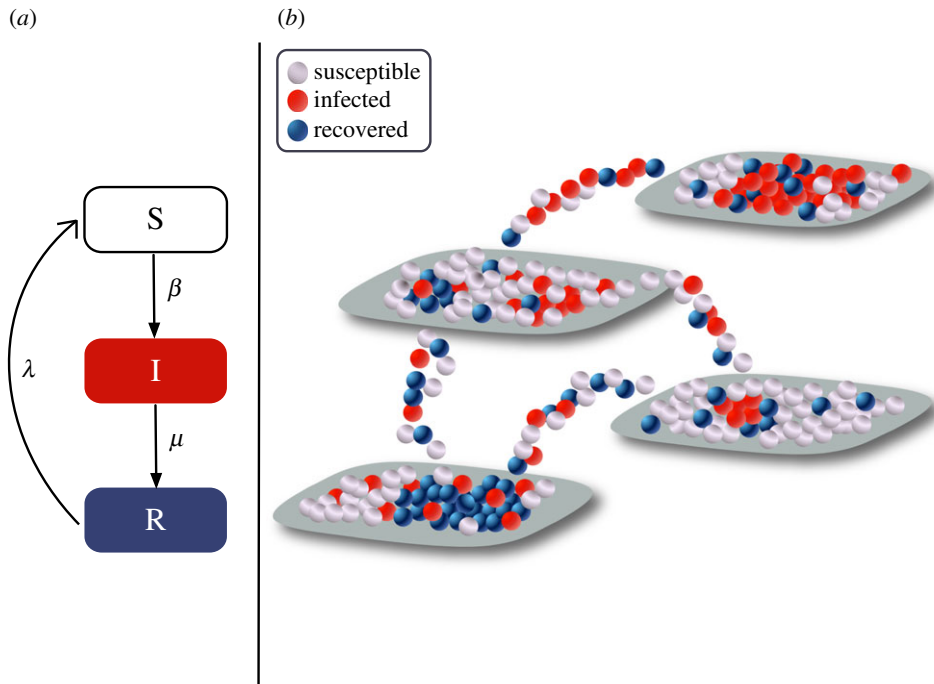 (a)
S
β
I
λ
μ
R
(b)
susceptible
infected
recovered